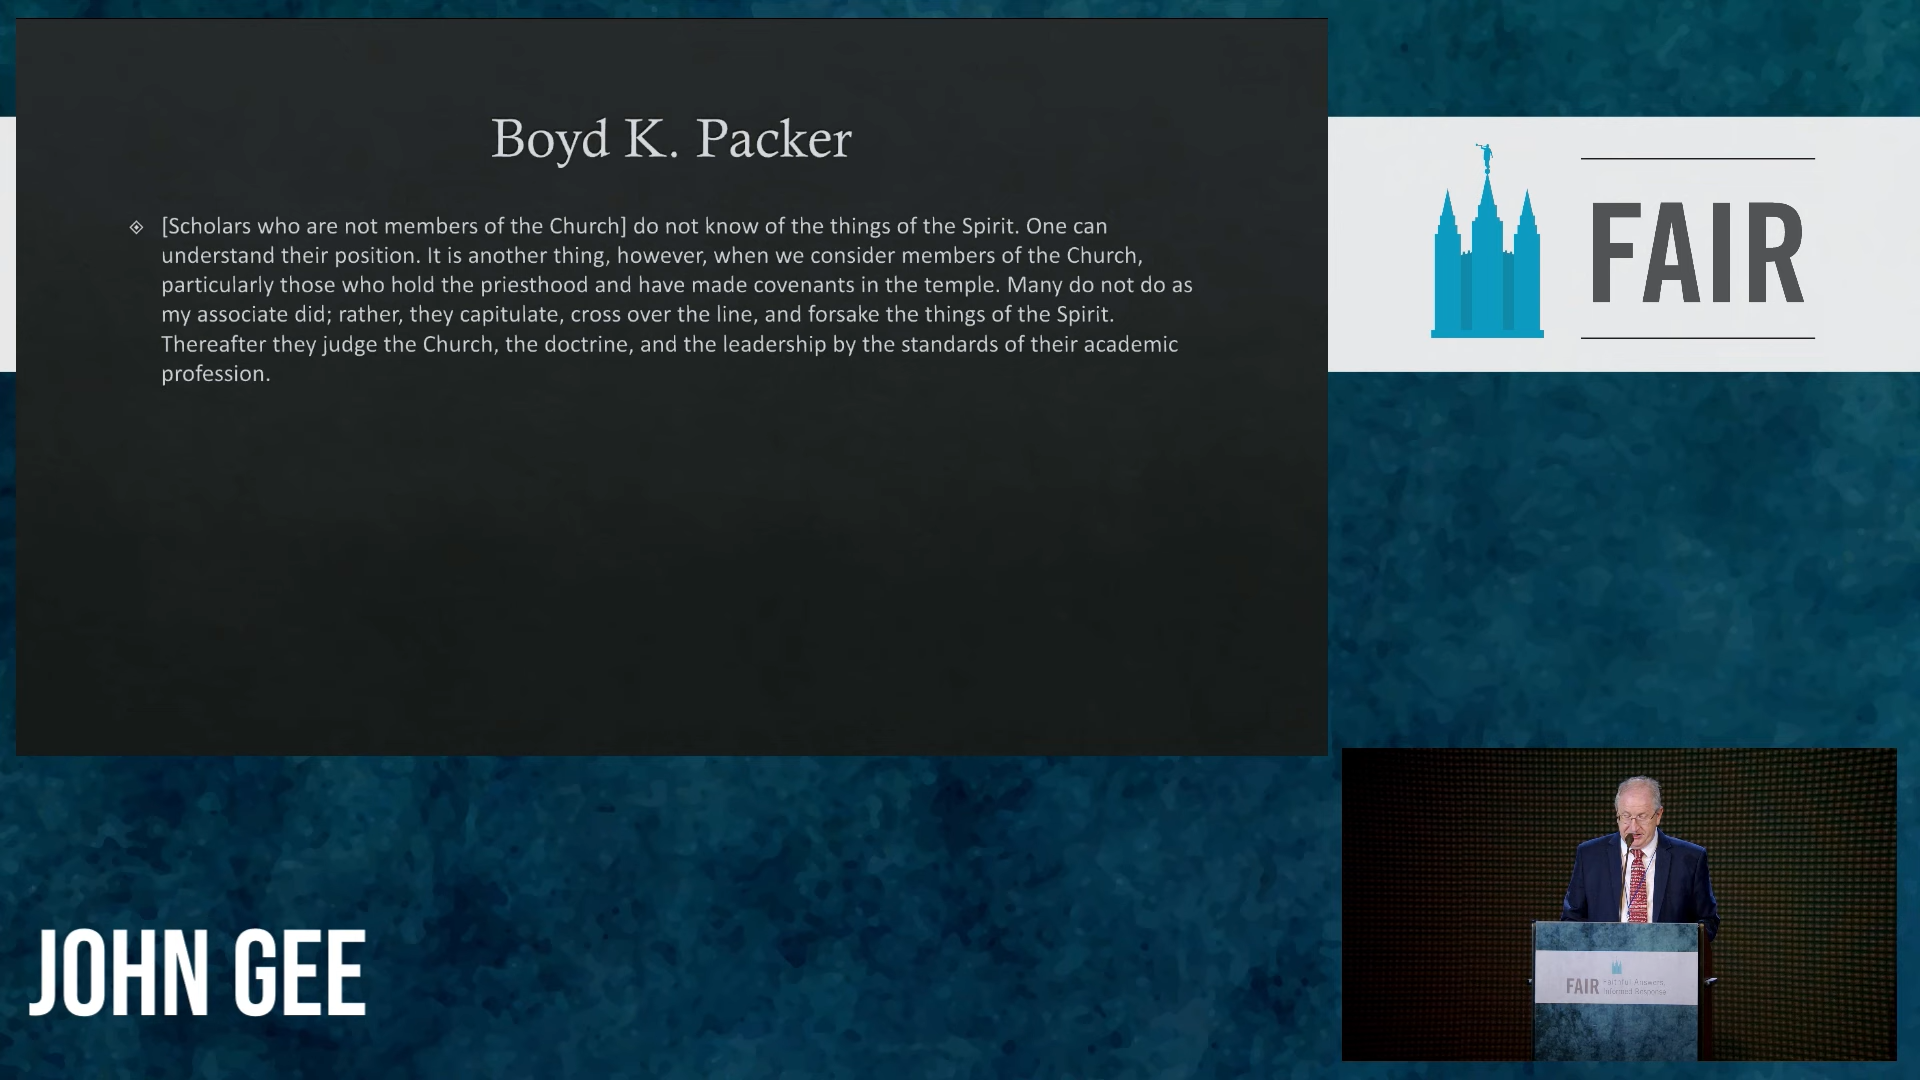 Boyd K. Packer
[Scholars who are not members of the Church] do not know of the things of the Spirit. One can
understand their position. It is another thing, however, when we consider members of the Church,
particularly those who hold the priesthood and have made covenants in the temple. Many do not do as
my associate did; rather, they capitulate, cross over the line, and forsake the things of the Spirit.
Thereafter they judge the Church, the doctrine, and the leadership by the standards of their academic
profession.
FAIR
JOHN GEE
FAIR
Faithful Answers,
Informed Response